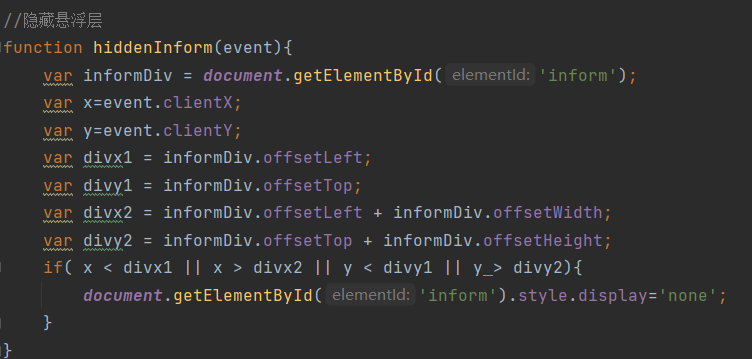 //隐藏悬浮层
function hiddenInform(event){
var informDiv = document.getElementById( elementId: 'inform');
var x=event.clientX;
var y=event.clientY;
var divx1 = informDiv.offsetLeft;
var divy1 = informDiv.offsetTop;
var divx2 = informDiv.offsetLeft + informDiv.offsetWidth;
var divy2 = informDiv.offsetTop + informDiv.offsetHeight;
if( x < divx1 || x > divx2 || y < divy1 || y_> divy2){
document.getElementById( elementId: 'inform').style.display='none';
}
}